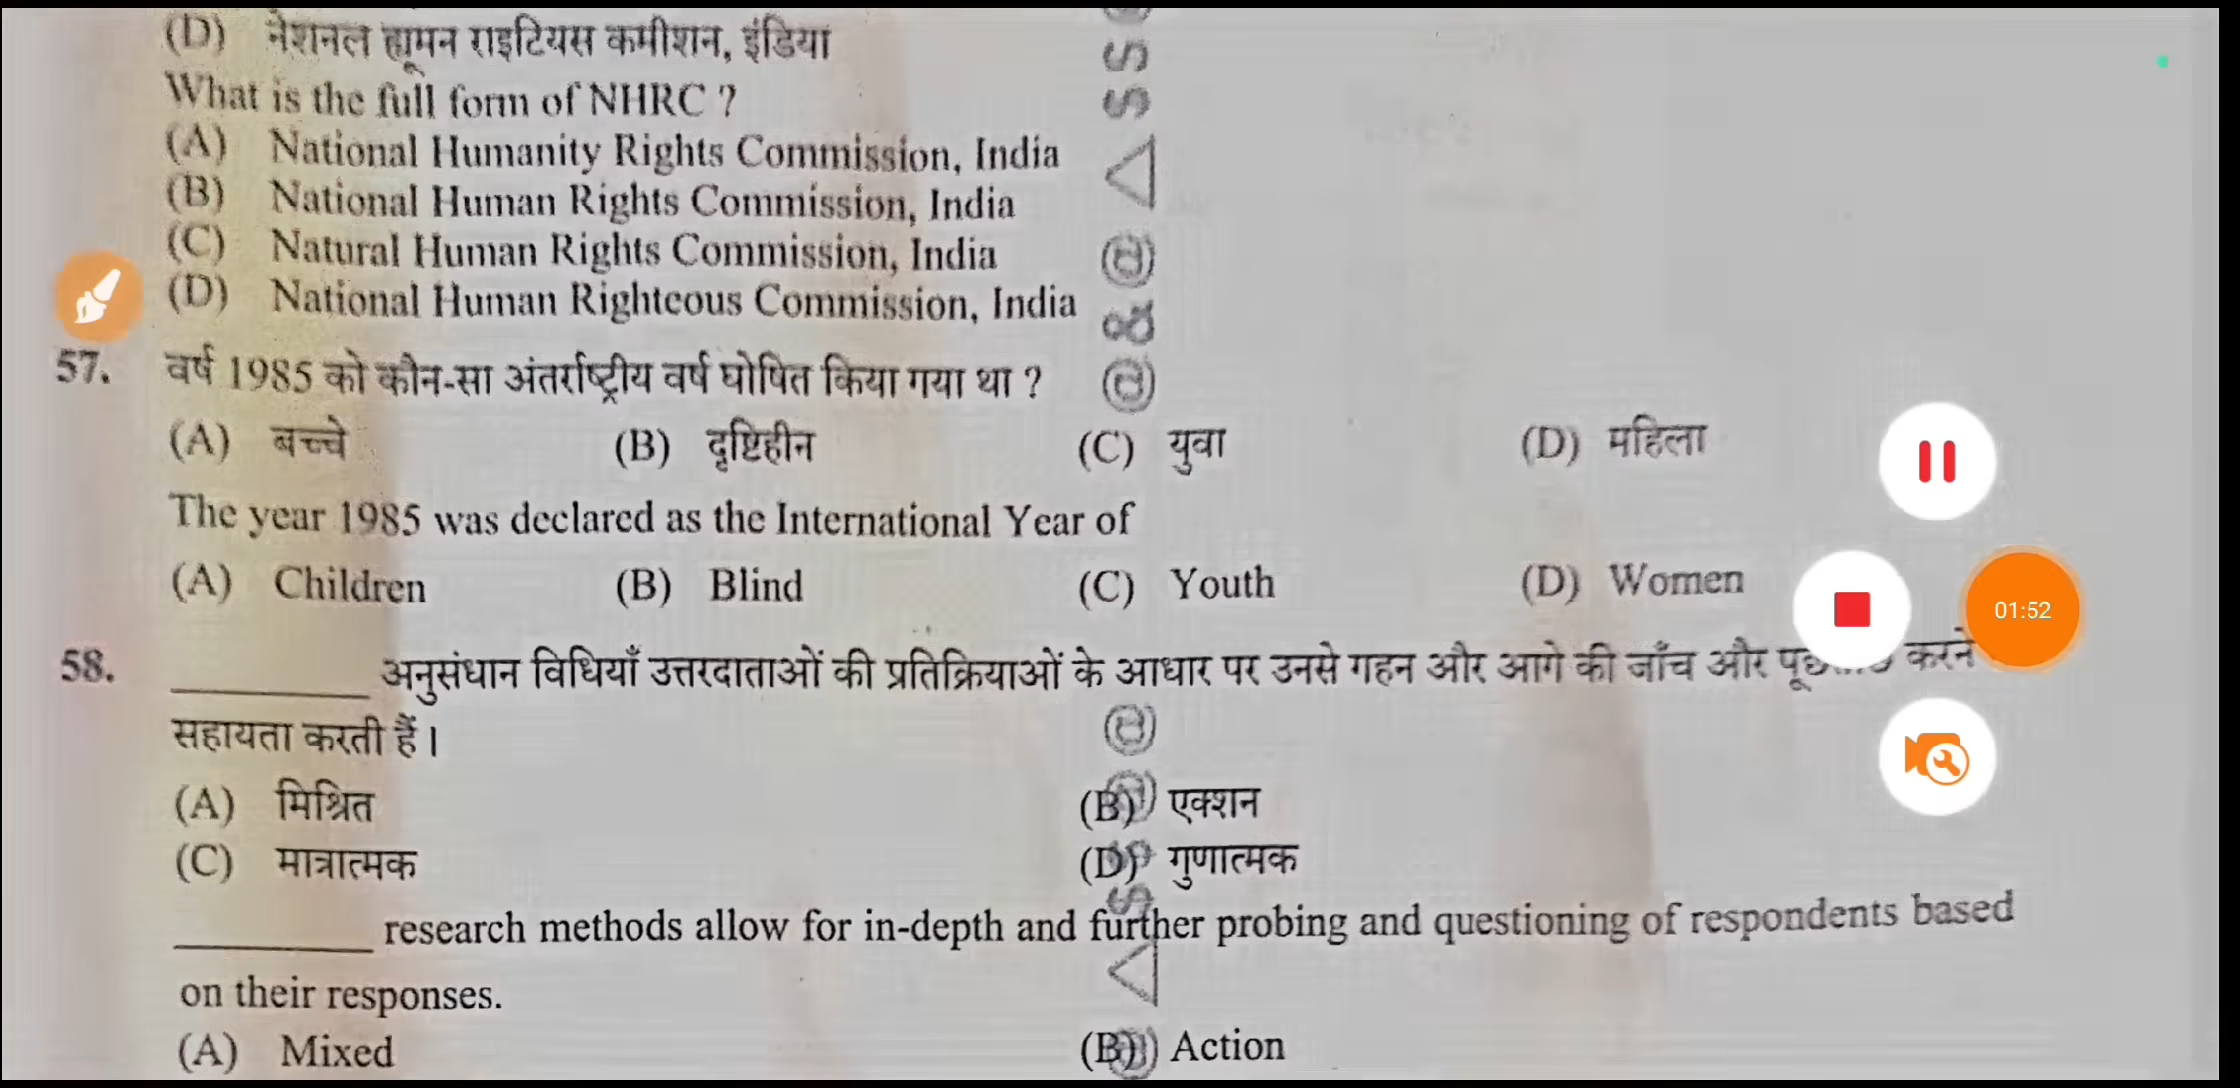 (D) नेशनल ह्यूमन राइटियस कमीशन, इंडिया
What is the full form of NHRC ?
(A) National Humanity Rights Commission, India
(B) National Human Rights Commission, India
(C) Natural Human Rights Commission, India
(D) National Human Righteous Commission, India
57. वर्ष 1985 को कौन-सा अंतर्राष्ट्रीय वर्ष घोषित किया गया था ?
(A) बच्चे (B) दृष्टिहीन (C) युवा (D) महिला
The year 1985 was declared as the International Year of
(A) Children (B) Blind (C) Youth (D) Women
01:52
58. ________ अनुसंधान विधियाँ उत्तरदाताओं की प्रतिक्रियाओं के आधार पर उनसे गहन और आगे की जाँच और करने
सहायता करती हैं।
(A) मिश्रित (B) एक्शन
(C) मात्रात्मक (D) गुणात्मक
________ research methods allow for in-depth and further probing and questioning of respondents based
on their responses.
(A) Mixed (B) Action